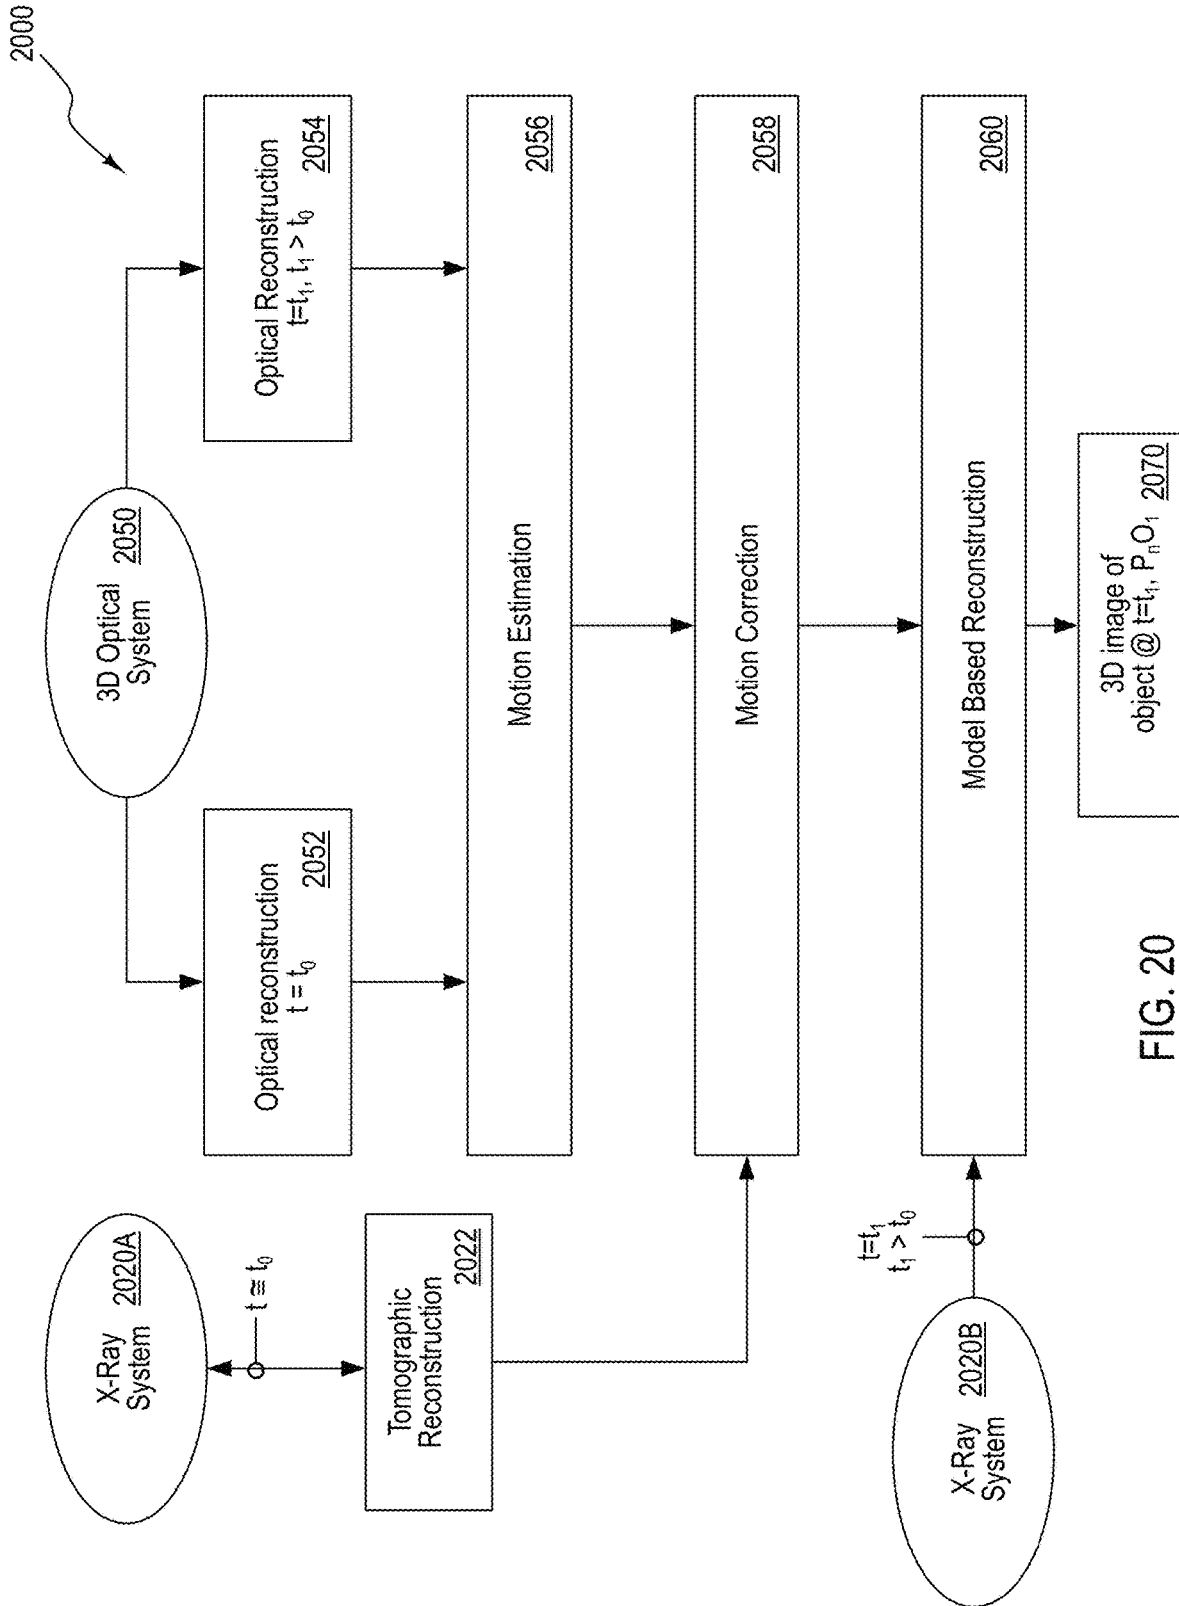 2000
X-Ray
System 2020A
3D Optical
System 2050
t ≅ t₀
Optical reconstruction
t = t₀
2052
Optical Reconstruction
t=t₁, t₁ > t₀
2054
Tomographic
Reconstruction
2022
Motion Estimation
2056
Motion Correction
2058
t=t₁
t₁ > t₀
X-Ray
System 2020B
Model Based Reconstruction
2060
3D image of
object @ t=t₁, PₙO₁ 2070
FIG. 20